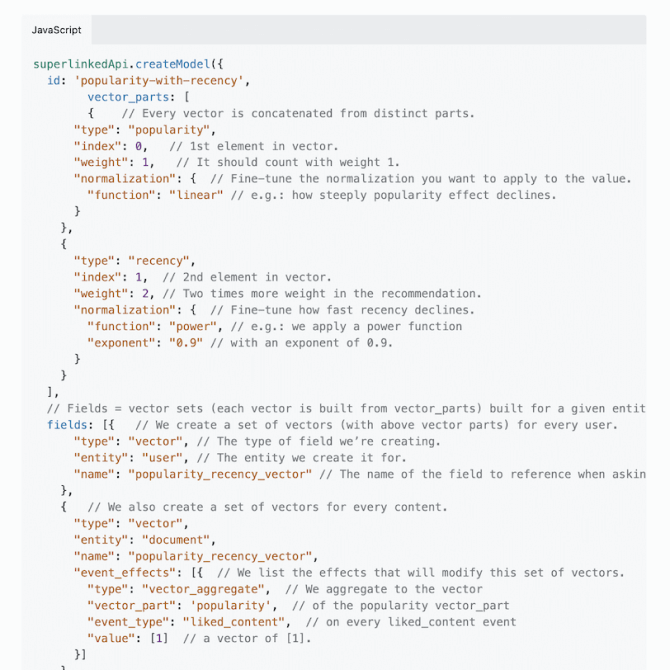 JavaScript
superlinkedApi.createModel({
id: 'popularity-with-recency',
vector_parts: [
{ // Every vector is concatenated from distinct parts.
"type": "popularity",
"index": 0, // 1st element in vector.
"weight": 1, // It should count with weight 1.
"normalization": { // Fine-tune the normalization you want to apply to the value.
"function": "linear" // e.g.: how steeply popularity effect declines.
}
},
{
"type": "recency",
"index": 1, // 2nd element in vector.
"weight": 2, // Two times more weight in the recommendation.
"normalization": { // Fine-tune how fast recency declines.
"function": "power", // e.g.: we apply a power function
"exponent": "0.9" // with an exponent of 0.9.
}
}
],
// Fields = vector sets (each vector is built from vector_parts) built for a given entit
fields: [{ // We create a set of vectors (with above vector parts) for every user.
"type": "vector", // The type of field we're creating.
"entity": "user", // The entity we create it for.
"name": "popularity_recency_vector" // The name of the field to reference when askin
},
{ // We also create a set of vectors for every content.
"type": "vector",
"entity": "document",
"name": "popularity_recency_vector",
"event_effects": [{ // We list the effects that will modify this set of vectors.
"type": "vector_aggregate", // We aggregate to the vector
"vector_part": 'popularity', // of the popularity vector_part
"event_type": "liked_content", // on every liked_content event
"value": [1] // a vector of [1].
}]